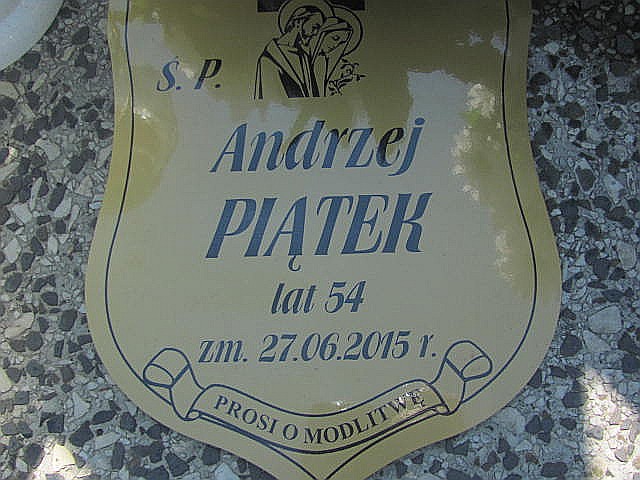 Ś. P.
Andrzej
PIĄTEK
lat 54
zm. 27.06.2015 r.
PROSI O MODLITWĘ